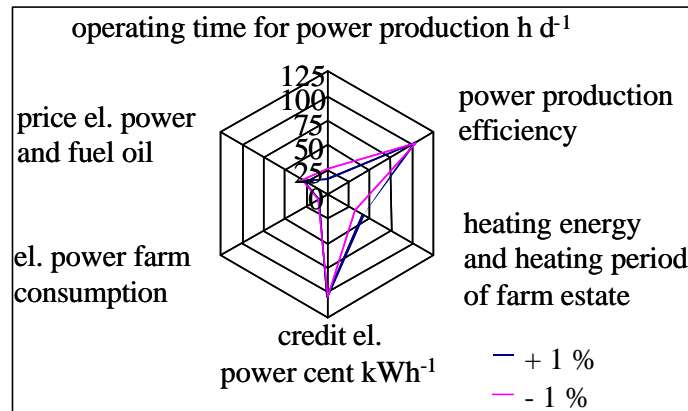 operating time for power production h d-1
125
100
75
50
25
0
power production
efficiency
price el. power
and fuel oil
heating energy
and heating period
of farm estate
el. power farm
consumption
credit el.
power cent kWh-1
+ 1 %
- 1 %